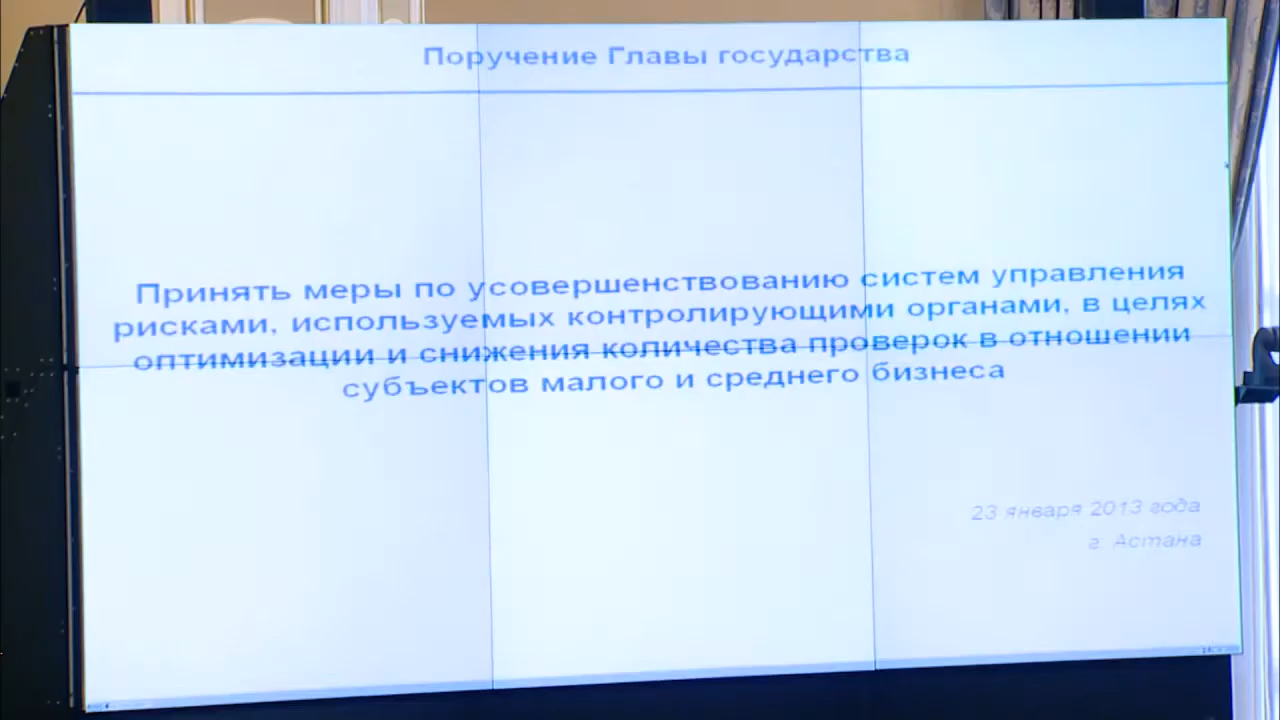 Поручение Главы государства
Принять меры по усовершенствованию систем управления
рисками, используемых контролирующими органами, в целях
оптимизации и снижения количества проверок в отношении
субъектов малого и среднего бизнеса
23 января 2013 года
г. Астана